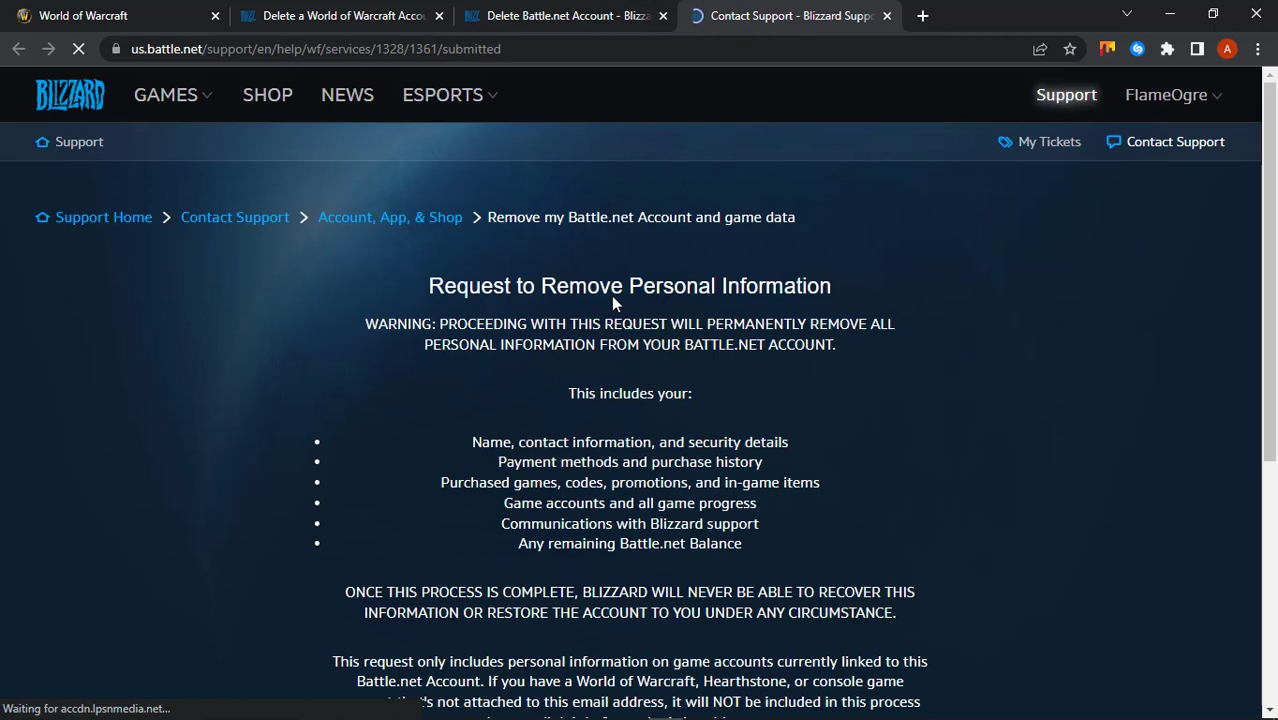 World of Warcraft
Delete a World of Warcraft Accou
Delete Battle.net Account - Blizza
Contact Support - Blizzard Suppo
us.battle.net/support/en/help/wf/services/1328/1361/submitted
A
BLIZZARD
GAMES
SHOP
NEWS
ESPORTS
Support
FlameOgre
Support
My Tickets
Contact Support
Support Home
Contact Support
Account, App, & Shop
Remove my Battle.net Account and game data
Request to Remove Personal Information
WARNING: PROCEEDING WITH THIS REQUEST WILL PERMANENTLY REMOVE ALL
PERSONAL INFORMATION FROM YOUR BATTLE.NET ACCOUNT.
This includes your:
• Name, contact information, and security details
• Payment methods and purchase history
• Purchased games, codes, promotions, and in-game items
• Game accounts and all game progress
• Communications with Blizzard support
• Any remaining Battle.net Balance
ONCE THIS PROCESS IS COMPLETE, BLIZZARD WILL NEVER BE ABLE TO RECOVER THIS
INFORMATION OR RESTORE THE ACCOUNT TO YOU UNDER ANY CIRCUMSTANCE.
This request only includes personal information on game accounts currently linked to this
Battle.net Account. If you have a World of Warcraft, Hearthstone, or console game
that's not attached to this email address, it will NOT be included in this process
Waiting for accdn.lpsnmedia.net...